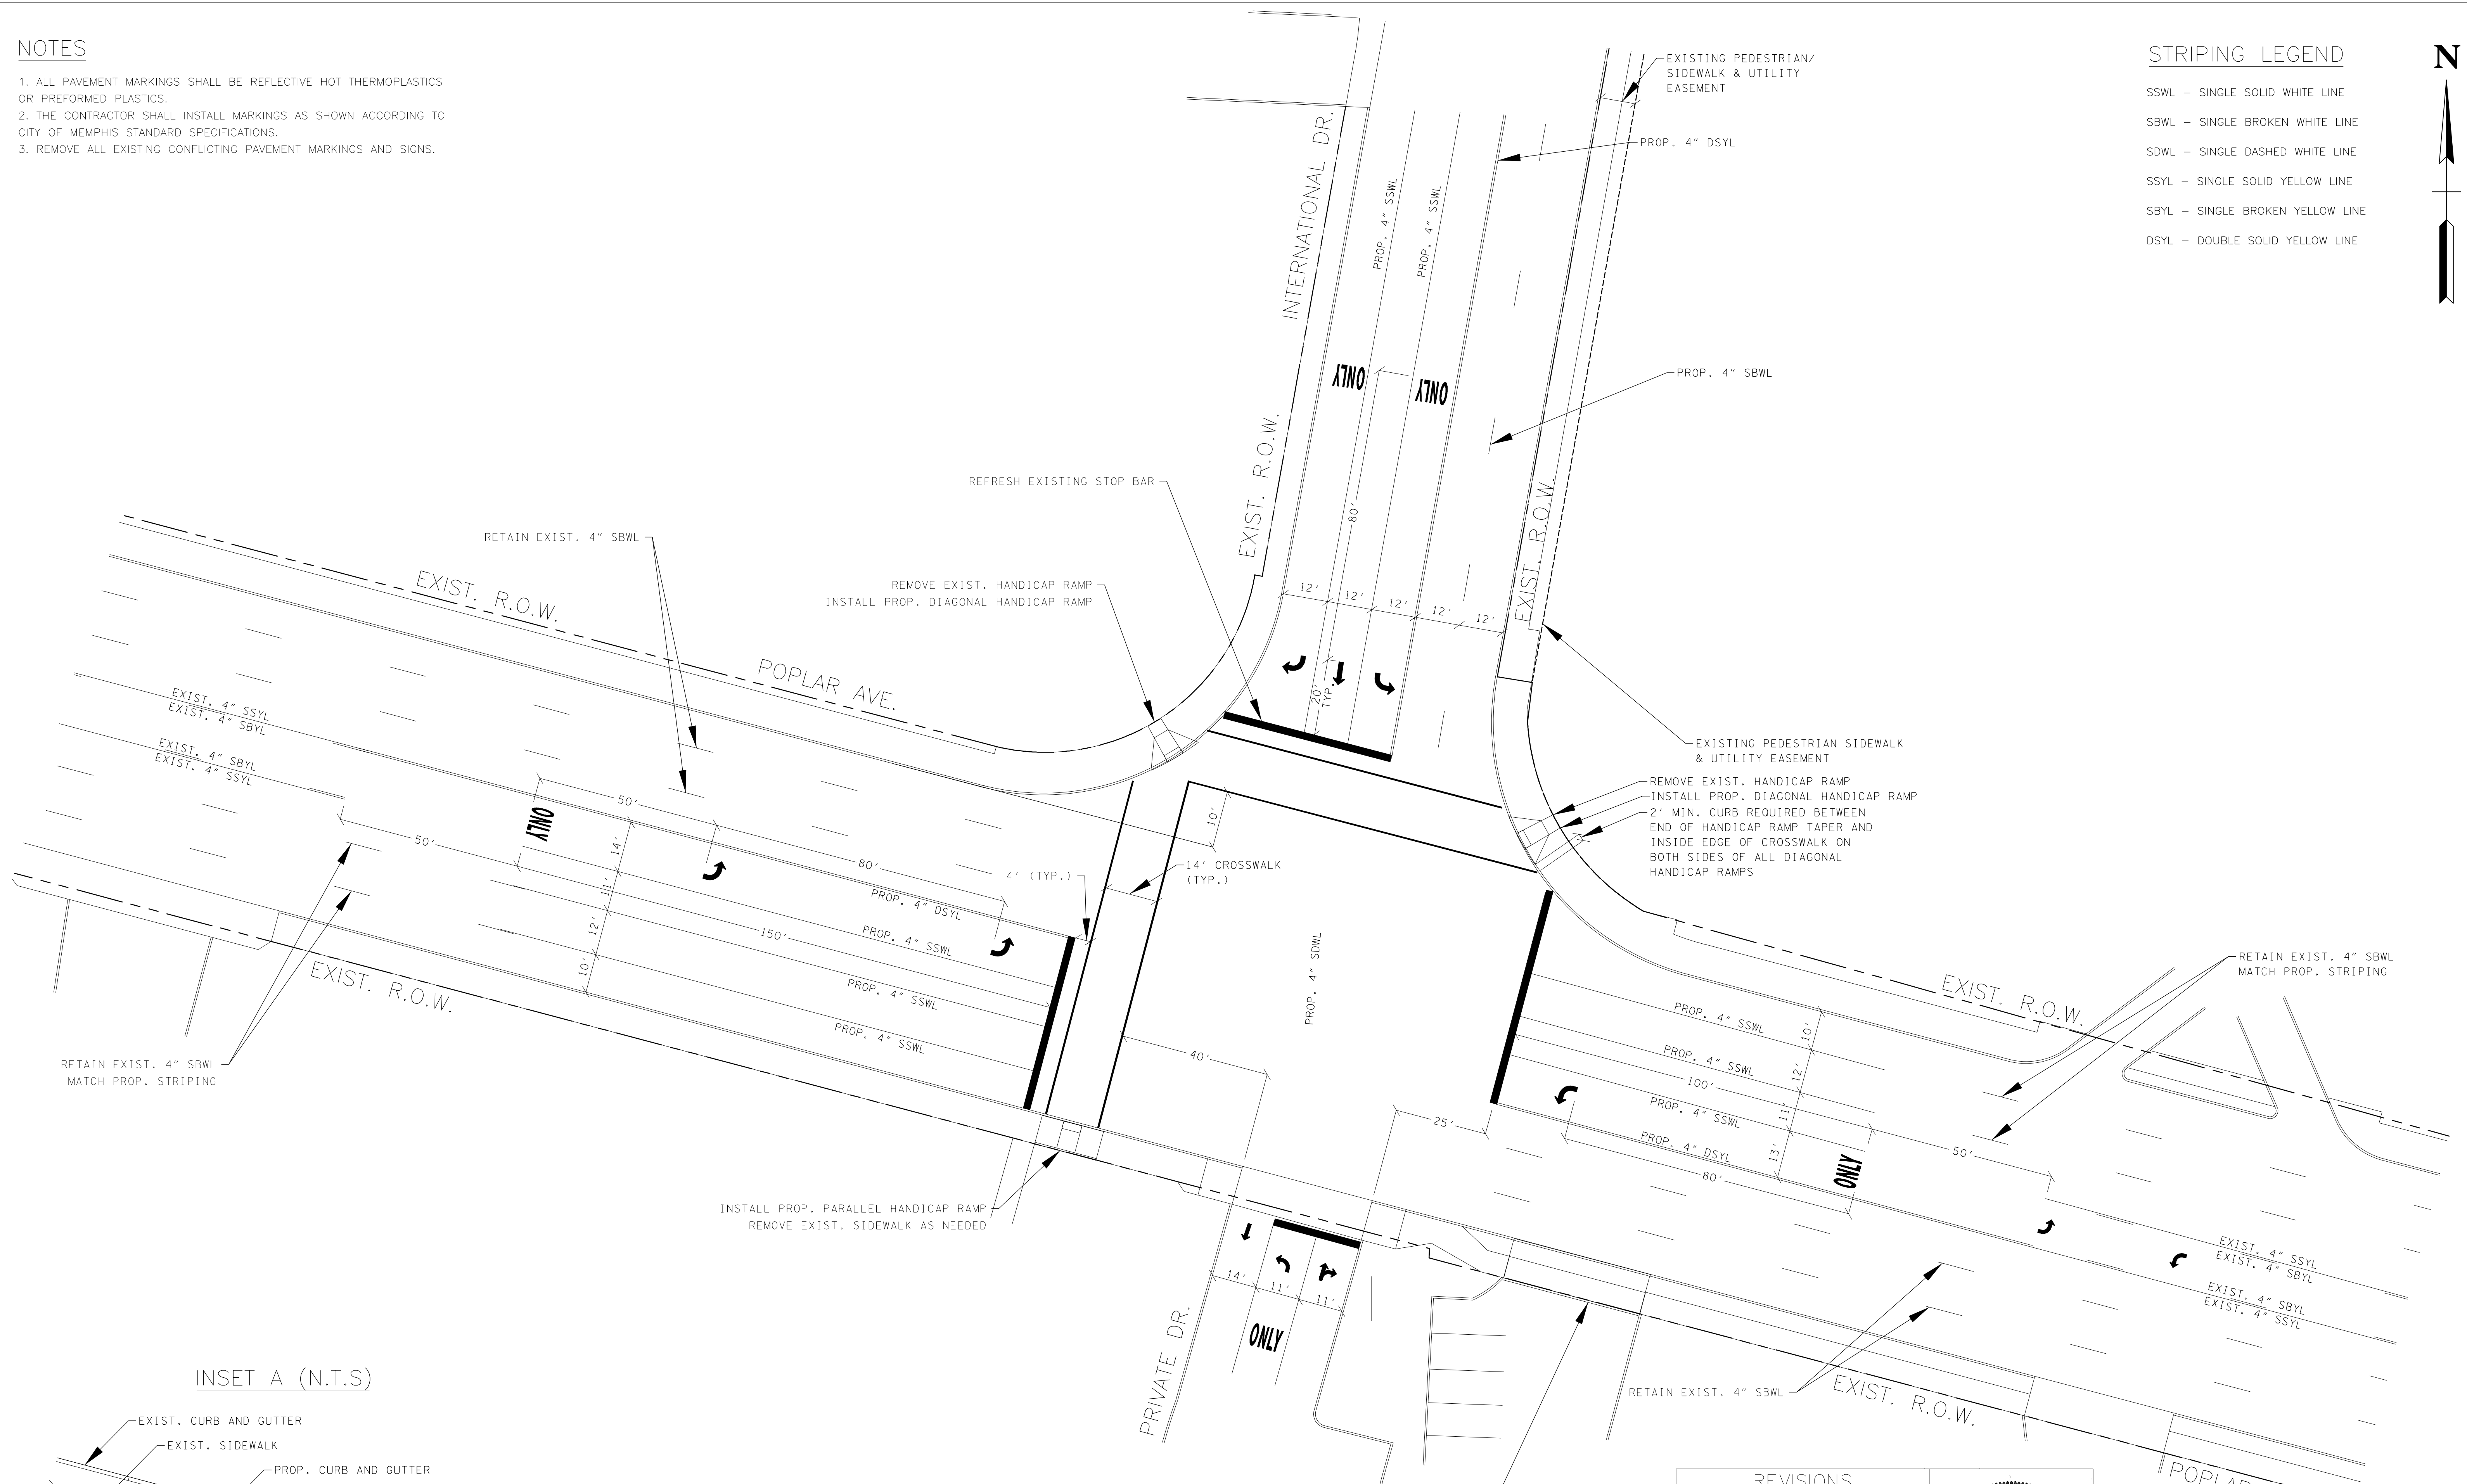 NOTES
1. ALL PAVEMENT MARKINGS SHALL BE REFLECTIVE HOT THERMOPLASTICS
OR PREFORMED PLASTICS.
2. THE CONTRACTOR SHALL INSTALL MARKINGS AS SHOWN ACCORDING TO
CITY OF MEMPHIS STANDARD SPECIFICATIONS.
3. REMOVE ALL EXISTING CONFLICTING PAVEMENT MARKINGS AND SIGNS.
STRIPING LEGEND
SSWL – SINGLE SOLID WHITE LINE
SBWL – SINGLE BROKEN WHITE LINE
SDWL – SINGLE DASHED WHITE LINE
SSYL – SINGLE SOLID YELLOW LINE
SBYL – SINGLE BROKEN YELLOW LINE
DSYL – DOUBLE SOLID YELLOW LINE
N
EXISTING PEDESTRIAN/
SIDEWALK & UTILITY
EASEMENT
PROP. 4" DSYL
INTERNATIONAL DR.
PROP. 4" SSWL
PROP. 4" SSWL
ONLY
ONLY
PROP. 4" SBWL
EXIST. R.O.W.
EXIST. R.O.W.
80'
REFRESH EXISTING STOP BAR
RETAIN EXIST. 4" SBWL
REMOVE EXIST. HANDICAP RAMP
INSTALL PROP. DIAGONAL HANDICAP RAMP
12'
12'
12'
12'
12'
20'
TYP.
EXIST. R.O.W.
POPLAR AVE.
EXIST. 4" SSYL
EXIST. 4" SBYL
EXIST. 4" SBYL
EXIST. 4" SSYL
EXISTING PEDESTRIAN SIDEWALK
& UTILITY EASEMENT
REMOVE EXIST. HANDICAP RAMP
INSTALL PROP. DIAGONAL HANDICAP RAMP
2' MIN. CURB REQUIRED BETWEEN
END OF HANDICAP RAMP TAPER AND
INSIDE EDGE OF CROSSWALK ON
BOTH SIDES OF ALL DIAGONAL
HANDICAP RAMPS
50'
ONLY
50'
14'
11'
12'
10'
80'
150'
4' (TYP.)
14' CROSSWALK
(TYP.)
10'
PROP. 4" DSYL
PROP. 4" SSWL
PROP. 4" SSWL
PROP. 4" SSWL
PROP. 4" SDWL
EXIST. R.O.W.
RETAIN EXIST. 4" SBWL
MATCH PROP. STRIPING
40'
25'
RETAIN EXIST. 4" SBWL
MATCH PROP. STRIPING
EXIST. R.O.W.
PROP. 4" SSWL
PROP. 4" SSWL
100'
PROP. 4" SSWL
PROP. 4" DSYL
80'
10'
12'
11'
13'
ONLY
50'
EXIST. 4" SSYL
EXIST. 4" SBYL
EXIST. 4" SBYL
EXIST. 4" SSYL
INSTALL PROP. PARALLEL HANDICAP RAMP
REMOVE EXIST. SIDEWALK AS NEEDED
14'
11'
11'
ONLY
PRIVATE DR.
RETAIN EXIST. 4" SBWL
EXIST. R.O.W.
INSET A (N.T.S)
EXIST. CURB AND GUTTER
EXIST. SIDEWALK
PROP. CURB AND GUTTER
REVISIONS